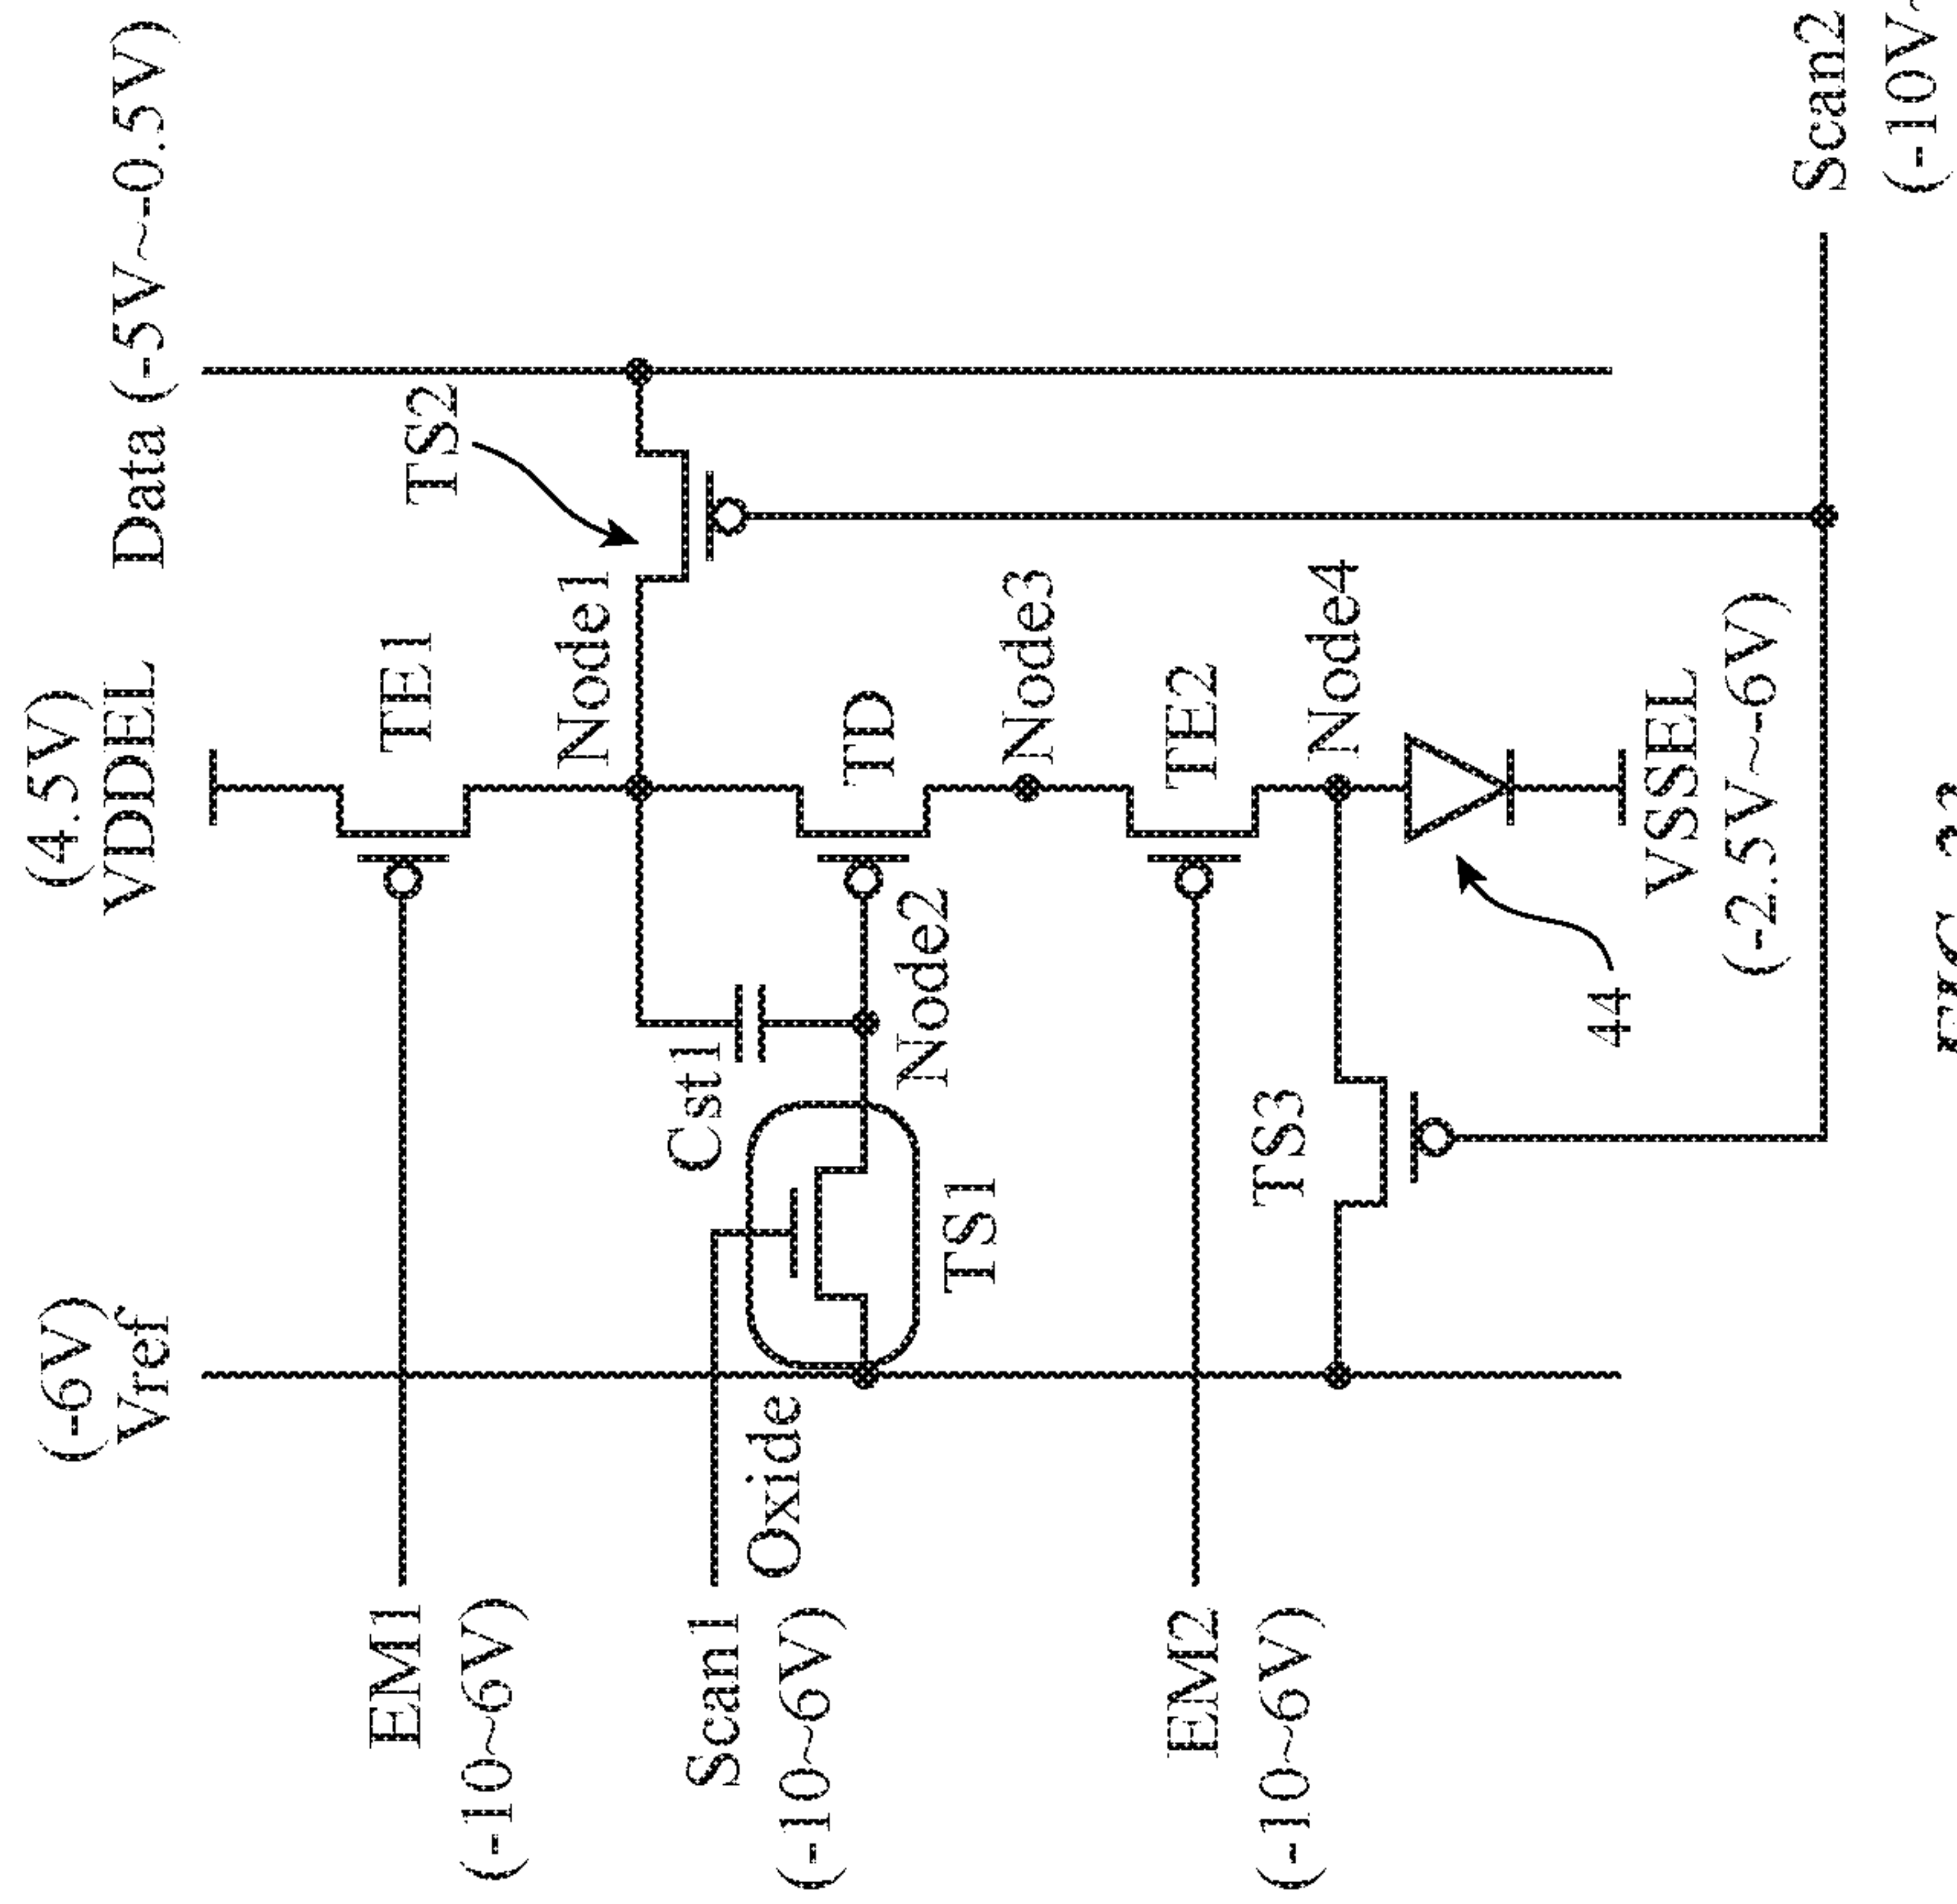 (-6V)
Vref
(4.5V)
VDDEL
Data (-5V~-0.5V)
EM1
(-10~6V)
TE1
TS2
Scan1
(-10~6V)
Oxide
Cst1
Node1
TS1
Node2
TD
Node3
EM2
(-10~6V)
TE2
TS3
Node4
44
VSSEL
(-2.5V~-6V)
Scan2
(-10V~